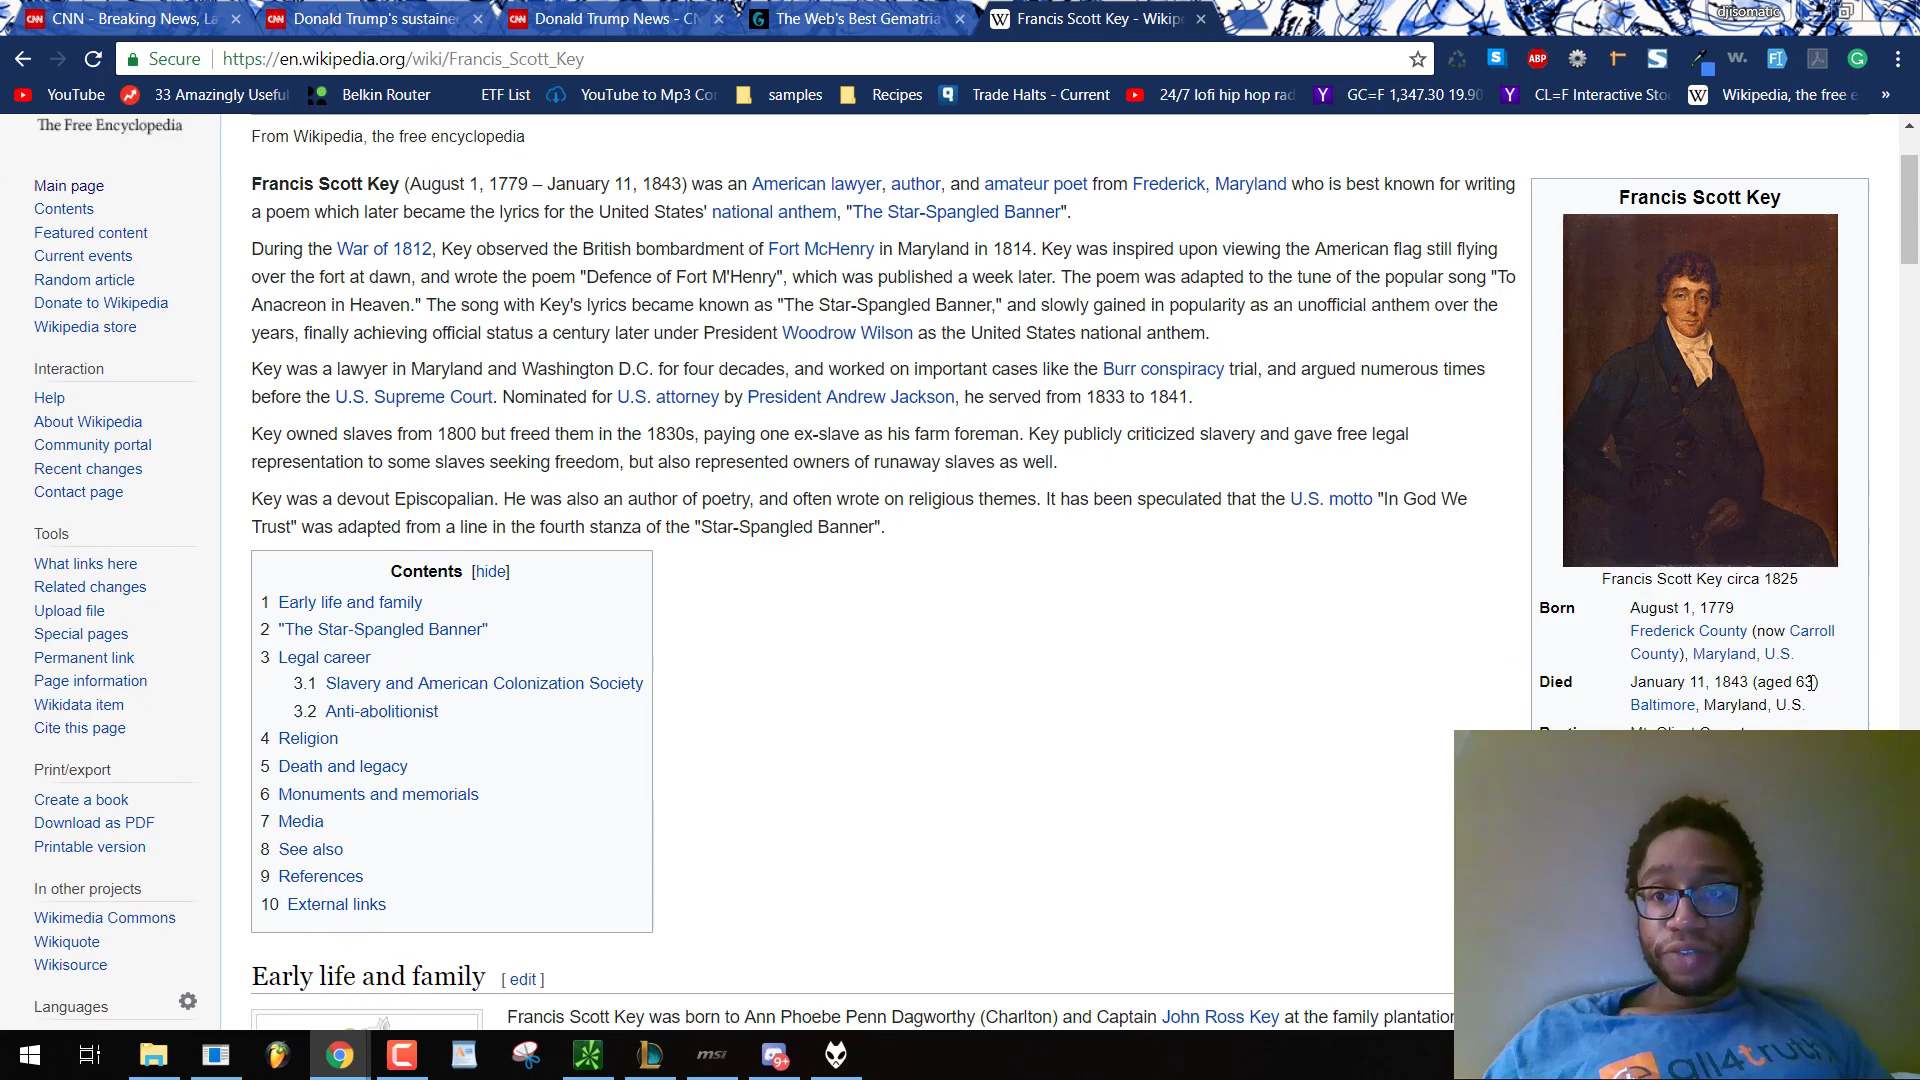 CNN - Breaking News, La
Donald Trump's sustaine
Donald Trump News - CN
The Web's Best Gematria
Francis Scott Key - Wikipe
djisomatic
Secure
https://en.wikipedia.org/wiki/Francis_Scott_Key
YouTube
33 Amazingly Useful
Belkin Router
ETF List
YouTube to Mp3 Cor
samples
Recipes
Trade Halts - Current
24/7 lofi hip hop rad
GC=F 1,347.30 19.90
CL=F Interactive Sto
Wikipedia, the free e
The Free Encyclopedia
Main page
Contents
Featured content
Current events
Random article
Donate to Wikipedia
Wikipedia store
Interaction
Help
About Wikipedia
Community portal
Recent changes
Contact page
Tools
What links here
Related changes
Upload file
Special pages
Permanent link
Page information
Wikidata item
Cite this page
Print/export
Create a book
Download as PDF
Printable version
In other projects
Wikimedia Commons
Wikiquote
Wikisource
Languages
From Wikipedia, the free encyclopedia
Francis Scott Key (August 1, 1779 – January 11, 1843) was an American lawyer, author, and amateur poet from Frederick, Maryland who is best known for writing
a poem which later became the lyrics for the United States' national anthem, "The Star-Spangled Banner".
During the War of 1812, Key observed the British bombardment of Fort McHenry in Maryland in 1814. Key was inspired upon viewing the American flag still flying
over the fort at dawn, and wrote the poem "Defence of Fort M'Henry", which was published a week later. The poem was adapted to the tune of the popular song "To
Anacreon in Heaven." The song with Key's lyrics became known as "The Star-Spangled Banner," and slowly gained in popularity as an unofficial anthem over the
years, finally achieving official status a century later under President Woodrow Wilson as the United States national anthem.
Key was a lawyer in Maryland and Washington D.C. for four decades, and worked on important cases like the Burr conspiracy trial, and argued numerous times
before the U.S. Supreme Court. Nominated for U.S. attorney by President Andrew Jackson, he served from 1833 to 1841.
Key owned slaves from 1800 but freed them in the 1830s, paying one ex-slave as his farm foreman. Key publicly criticized slavery and gave free legal
representation to some slaves seeking freedom, but also represented owners of runaway slaves as well.
Key was a devout Episcopalian. He was also an author of poetry, and often wrote on religious themes. It has been speculated that the U.S. motto "In God We
Trust" was adapted from a line in the fourth stanza of the "Star-Spangled Banner".
Contents [hide]
1 Early life and family
2 "The Star-Spangled Banner"
3 Legal career
3.1 Slavery and American Colonization Society
3.2 Anti-abolitionist
4 Religion
5 Death and legacy
6 Monuments and memorials
7 Media
8 See also
9 References
10 External links
Early life and family [ edit ]
Francis Scott Key was born to Ann Phoebe Penn Dagworthy (Charlton) and Captain John Ross Key at the family plantation
Francis Scott Key
Francis Scott Key circa 1825
Born August 1, 1779
Frederick County (now Carroll
County), Maryland, U.S.
Died January 11, 1843 (aged 63)
Baltimore, Maryland, U.S.
all4truth
msi
9+